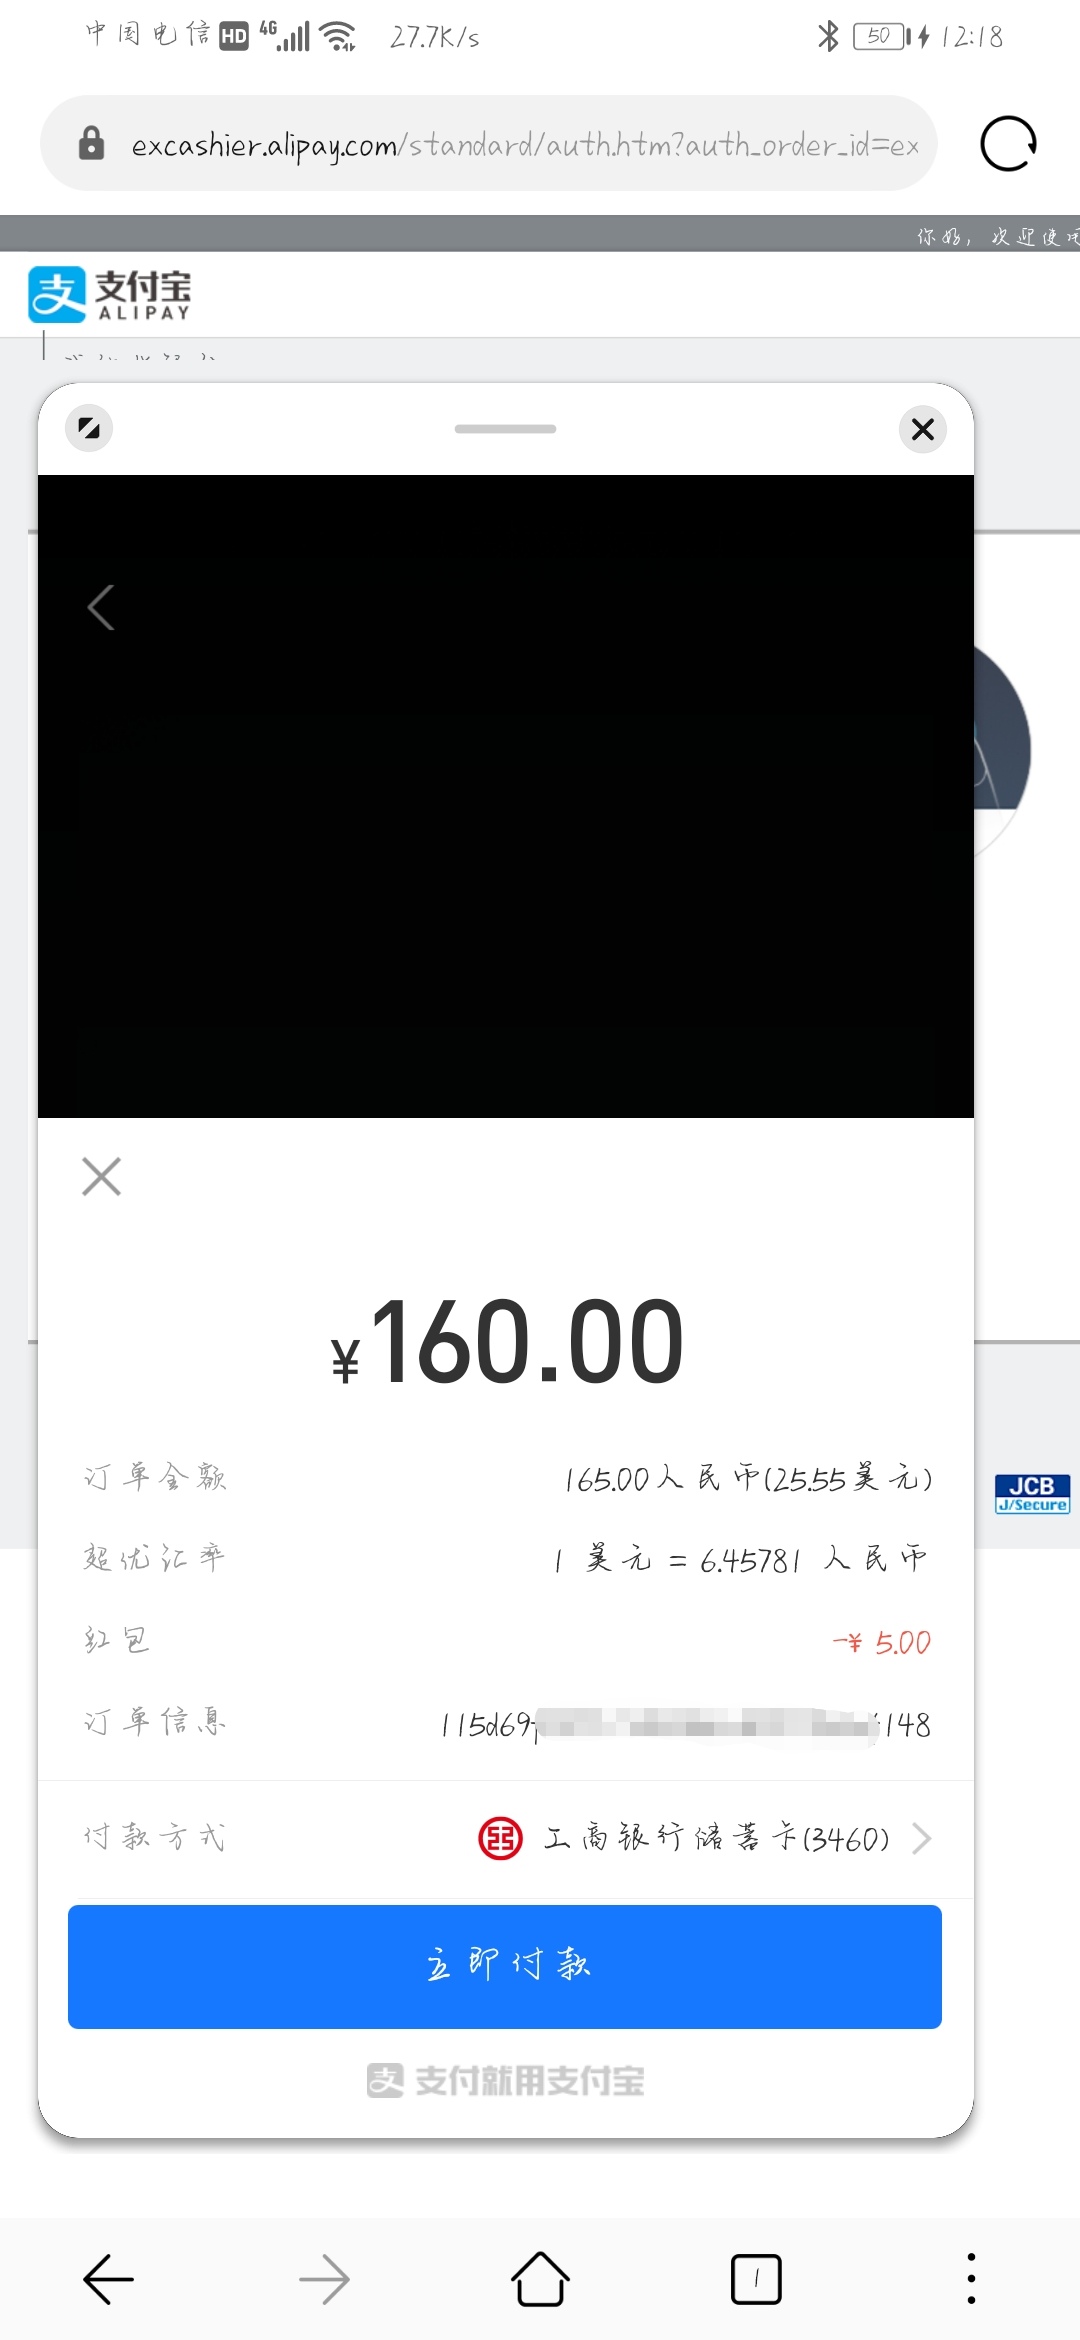 中国电信 HD 4G 27.7K/s 50 12:18
excashier.alipay.com/standard/auth.htm?auth_order_id=ex
你好，欢迎使用
支 支付宝
ALIPAY
¥160.00
订单金额 165.00人民币(25.55美元)
超优汇率 1 美元 = 6.45781 人民币
红包 -¥ 5.00
订单信息 115d69 148
付款方式 工商银行储蓄卡(3460)
JCB
J/Secure
立即付款
支 支付就用支付宝
1